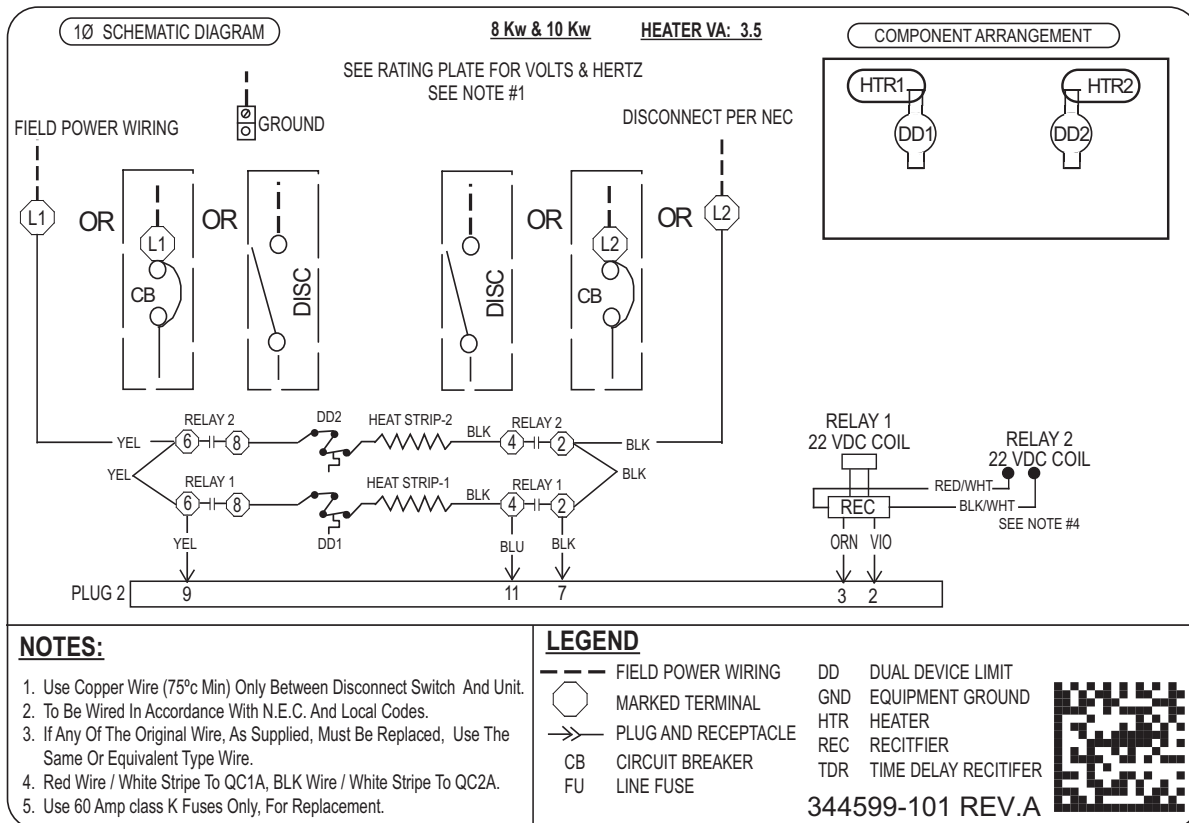 1Ø SCHEMATIC DIAGRAM
8 Kw & 10 Kw
HEATER VA: 3.5
COMPONENT ARRANGEMENT
SEE RATING PLATE FOR VOLTS & HERTZ
SEE NOTE #1
HTR1
HTR2
DD1
DD2
FIELD POWER WIRING
GROUND
DISCONNECT PER NEC
L1
OR
L1
CB
OR
DISC
DISC
OR
L2
CB
OR
L2
YEL
RELAY 2
6
8
DD2
HEAT STRIP-2
BLK
RELAY 2
4
2
BLK
YEL
BLK
RELAY 1
6
8
DD1
HEAT STRIP-1
BLK
RELAY 1
4
2
YEL
BLU
BLK
RELAY 1
22 VDC COIL
RELAY 2
22 VDC COIL
RED/WHT
REC
BLK/WHT
SEE NOTE #4
ORN
VIO
PLUG 2
9
11
7
3
2
NOTES:
1. Use Copper Wire (75ºc Min) Only Between Disconnect Switch And Unit.
2. To Be Wired In Accordance With N.E.C. And Local Codes.
3. If Any Of The Original Wire, As Supplied, Must Be Replaced, Use The
Same Or Equivalent Type Wire.
4. Red Wire / White Stripe To QC1A, BLK Wire / White Stripe To QC2A.
5. Use 60 Amp class K Fuses Only, For Replacement.
LEGEND
FIELD POWER WIRING
MARKED TERMINAL
PLUG AND RECEPTACLE
CB CIRCUIT BREAKER
FU LINE FUSE
DD DUAL DEVICE LIMIT
GND EQUIPMENT GROUND
HTR HEATER
REC RECITFIER
TDR TIME DELAY RECITIFER
344599-101 REV.A